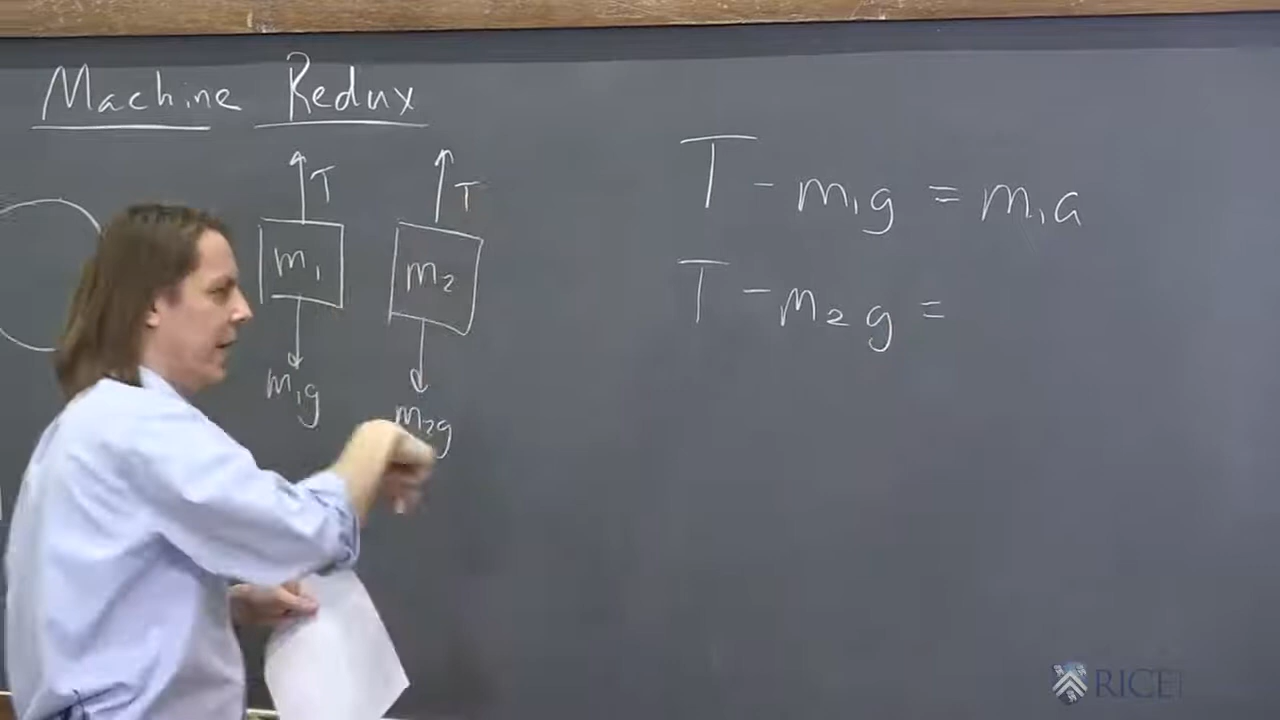 Machine Redux
T T
m₁ m₂
m₁g
m₂g
T - m₁g = m₁a
T - m₂g =
RICE